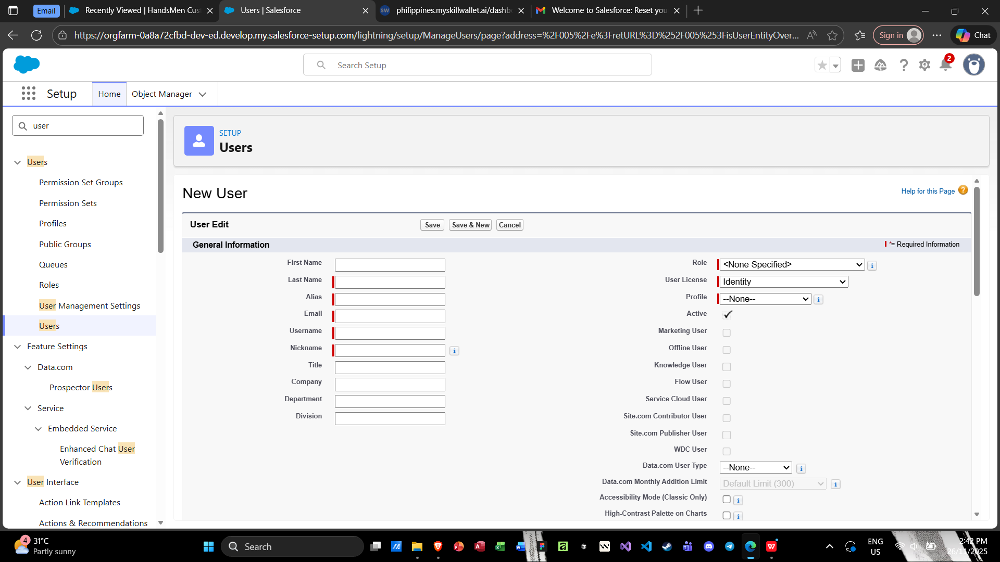 Email
Recently Viewed | HandsMen Cus
Users | Salesforce
SW
philippines.myskillwallet.ai/dashb
Welcome to Salesforce: Reset you
https://orgfarm-0a8a72cfbd-dev-ed.develop.my.salesforce-setup.com/lightning/setup/ManageUsers/page?address=%2F005%2Fe%3FretURL%3D%252F005%253FisUserEntityOver...
Sign in
Chat
Search Setup
2
Setup
Home
Object Manager
user
SETUP
Users
Users
Permission Set Groups
Permission Sets
Profiles
Public Groups
Queues
Roles
User Management Settings
Users
Feature Settings
Data.com
Prospector Users
Service
Embedded Service
Enhanced Chat User
Verification
User Interface
Action Link Templates
Actions & Recommendations
New User
Help for this Page
User Edit
Save
Save & New
Cancel
General Information
*= Required Information
First Name
Last Name
Alias
Email
Username
Nickname
Title
Company
Department
Division
Role
<None Specified>
User License
Identity
Profile
--None--
Active
Marketing User
Offline User
Knowledge User
Flow User
Service Cloud User
Site.com Contributor User
Site.com Publisher User
WDC User
Data.com User Type
--None--
Data.com Monthly Addition Limit
Default Limit (300)
Accessibility Mode (Classic Only)
High-Contrast Palette on Charts
4
31°C
Partly sunny
Search
ENG
US
2:42 PM
26/11/2025